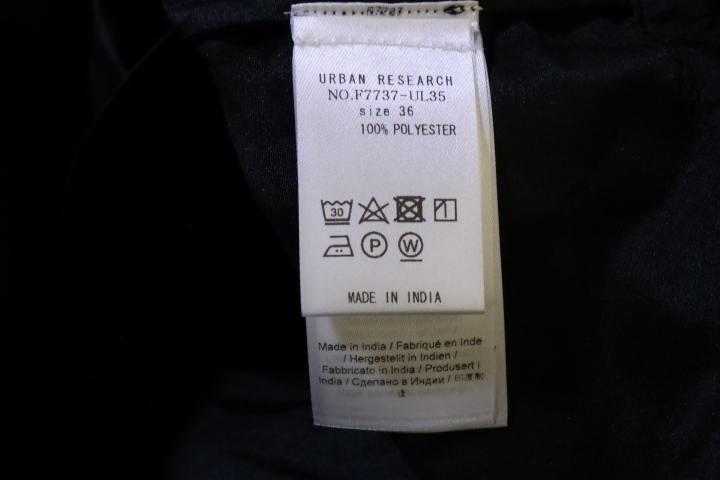 URBAN RESEARCH
NO.F7737-UL35
size 36
100% POLYESTER
30
P
W
MADE IN INDIA
Made in India / Fabriqué en Inde
/ Hergestellt in Indien /
Fabbricato in India / Produsert i
India / Сделано в Индии / 印度制
造